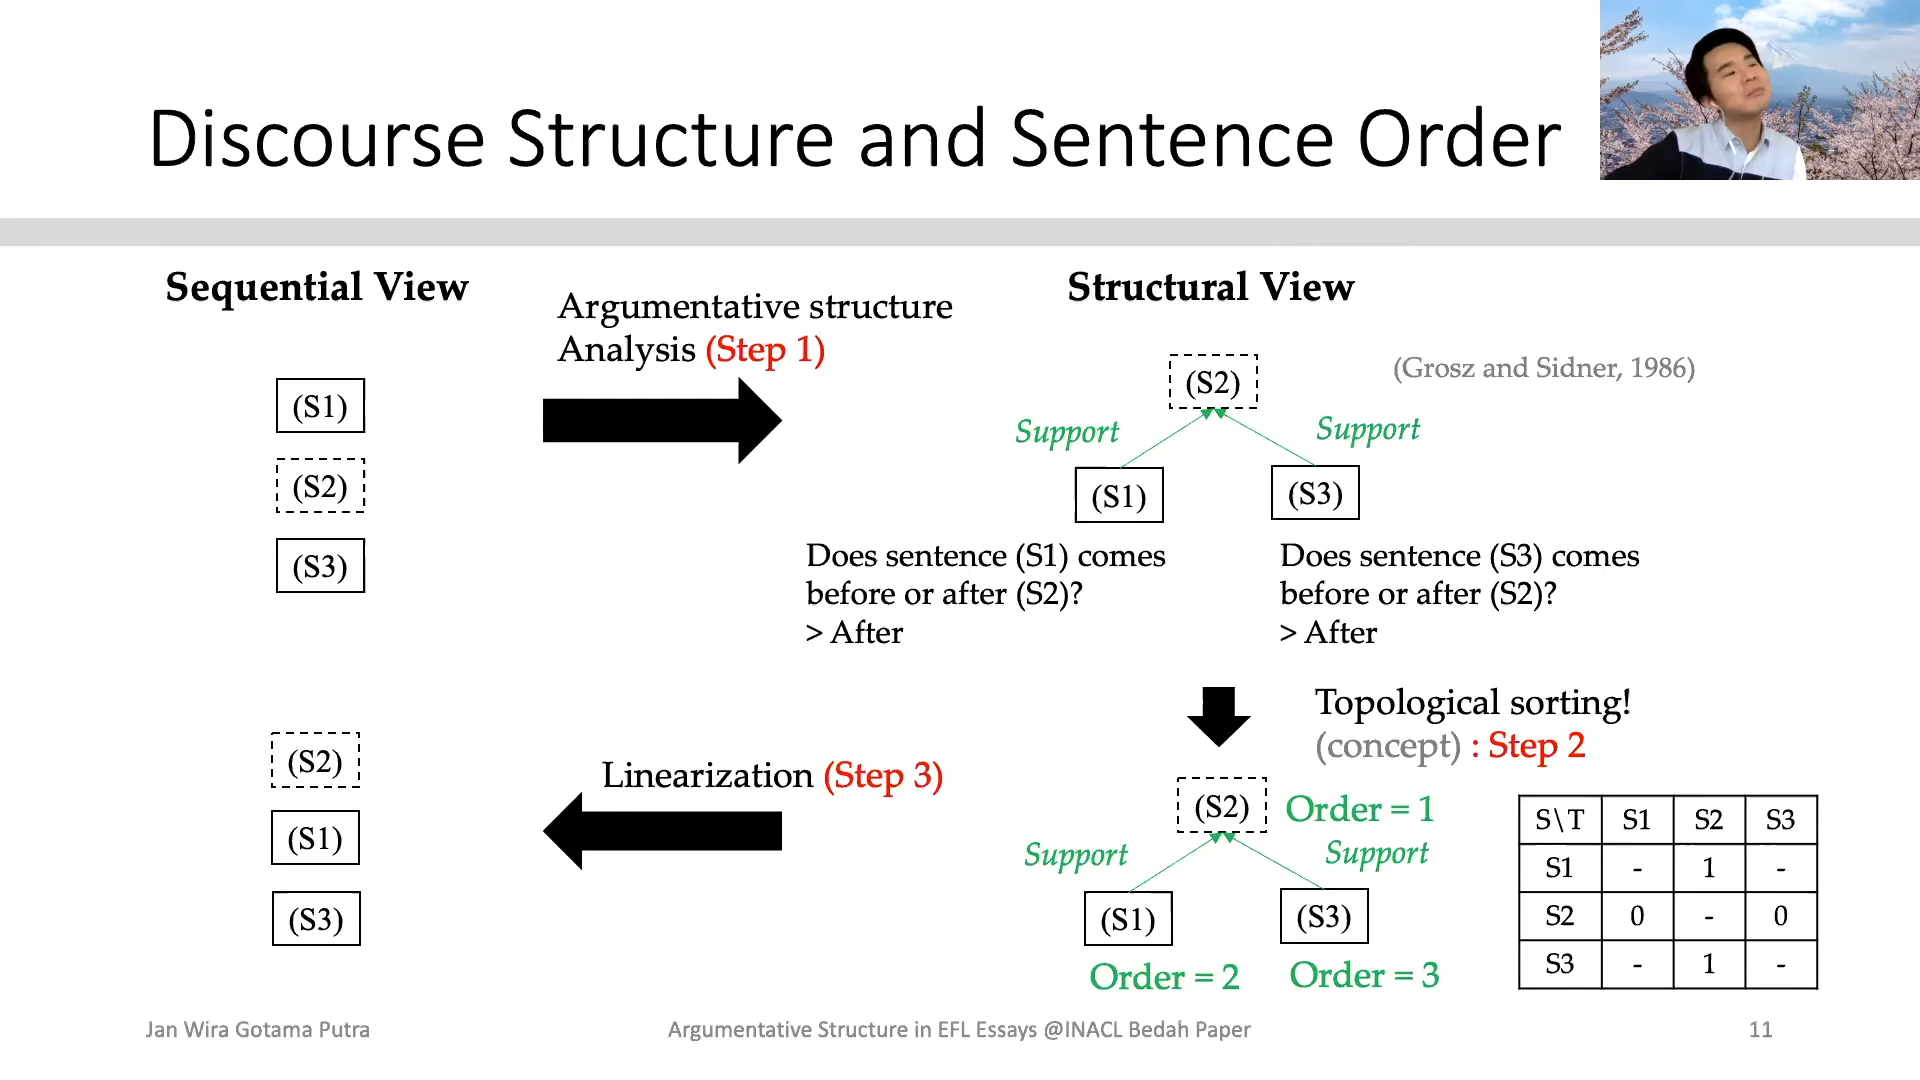 Discourse Structure and Sentence Order
Sequential View
Argumentative structure
Analysis (Step 1)
Structural View
(Grosz and Sidner, 1986)
(S1)
(S2)
(S3)
(S2)
Support
Support
(S1)
(S3)
Does sentence (S1) comes
before or after (S2)?
> After
Does sentence (S3) comes
before or after (S2)?
> After
Topological sorting!
(concept) : Step 2
(S2)
Order = 1
Support
Support
(S1)
(S3)
Order = 2
Order = 3
S\T S1 S2 S3
S1 - 1 -
S2 0 - 0
S3 - 1 -
Linearization (Step 3)
(S2)
(S1)
(S3)
Jan Wira Gotama Putra
Argumentative Structure in EFL Essays @INACL Bedah Paper
11